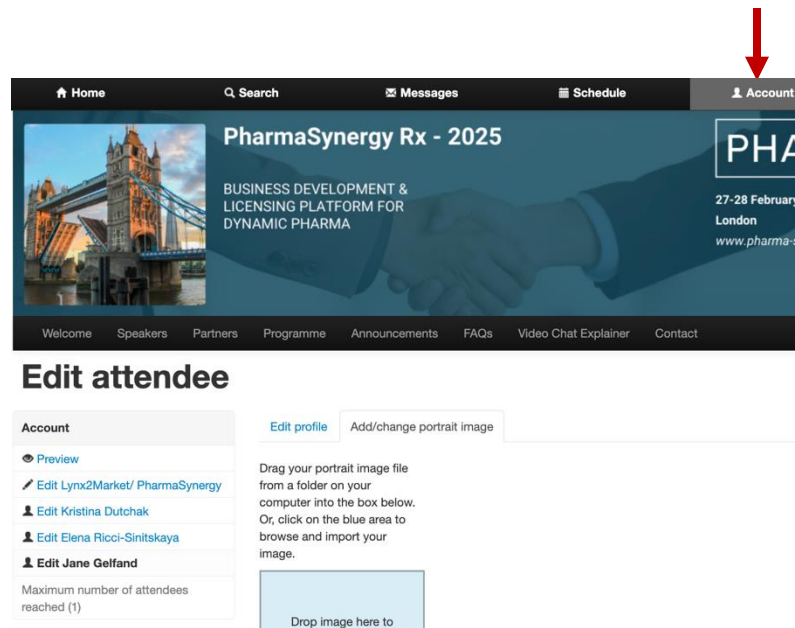 Home Search Messages Schedule Account
PharmaSynergy Rx - 2025
BUSINESS DEVELOPMENT &
LICENSING PLATFORM FOR
DYNAMIC PHARMA
PHA
27-28 February
London
www.pharma-s
Welcome Speakers Partners Programme Announcements FAQs Video Chat Explainer Contact
Edit attendee
Account
Preview
Edit Lynx2Market/ PharmaSynergy
Edit Kristina Dutchak
Edit Elena Ricci-Sinitskaya
Edit Jane Gelfand
Maximum number of attendees
reached (1)
Edit profile Add/change portrait image
Drag your portrait image file
from a folder on your
computer into the box below.
Or, click on the blue area to
browse and import your
image.
Drop image here to